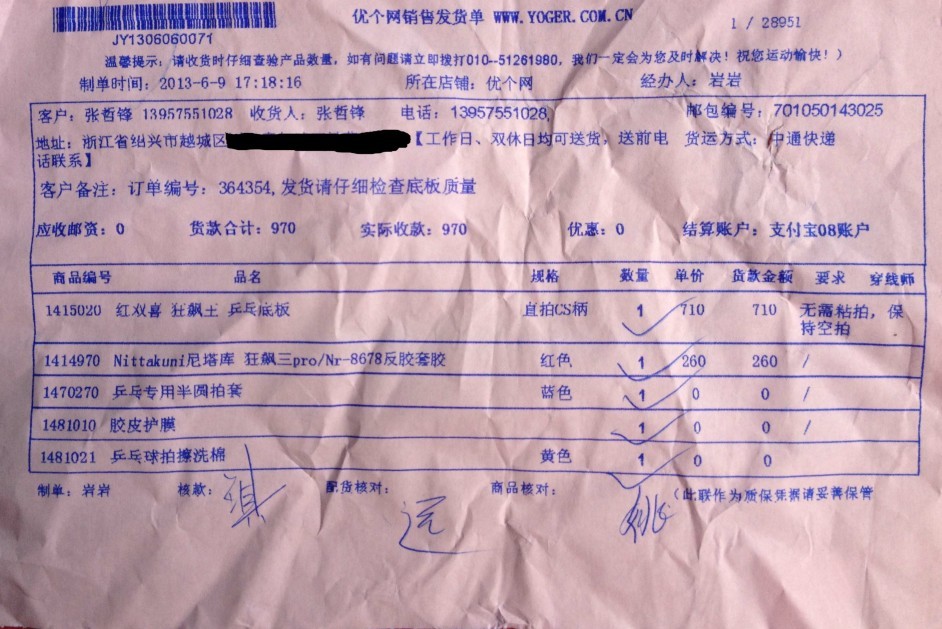 优个网销售发货单 WWW.YOGER.COM.CN
1 / 28951
JY1306060071
温馨提示：请收货时仔细查验产品数量，如有问题请立即拨打010--51261980，我们一定会为您及时解决！祝您运动愉快！）
制单时间：2013-6-9 17:18:16 所在店铺：优个网 经办人：岩岩
客户：张哲锋 13957551028 收货人：张哲锋 电话：13957551028, 邮包编号：701050143025
地址：浙江省绍兴市越城区 【工作日、双休日均可送货，送前电 货运方式：中通快递
话联系】
客户备注：订单编号：364354,发货请仔细检查底板质量
应收邮资：0 货款合计：970 实际收款：970 优惠：0 结算账户：支付宝08账户
商品编号 品名 规格 数量 单价 货款金额 要求 穿线师
1415020 红双喜 狂飙王 乒乓底板 直拍CS柄 1 710 710 无需粘拍，保
持空拍
1414970 Nittakuni尼塔库 狂飙三pro/Nr-8678反胶套胶 红色 1 260 260 /
1470270 乒乓专用半圆拍套 蓝色 1 0 0 /
1481010 胶皮护膜 1 0 0 /
1481021 乒乓球拍擦洗棉 黄色 1 0 0
制单：岩岩 核款： 配货核对： 商品核对： （此联作为质保凭据请妥善保管
远